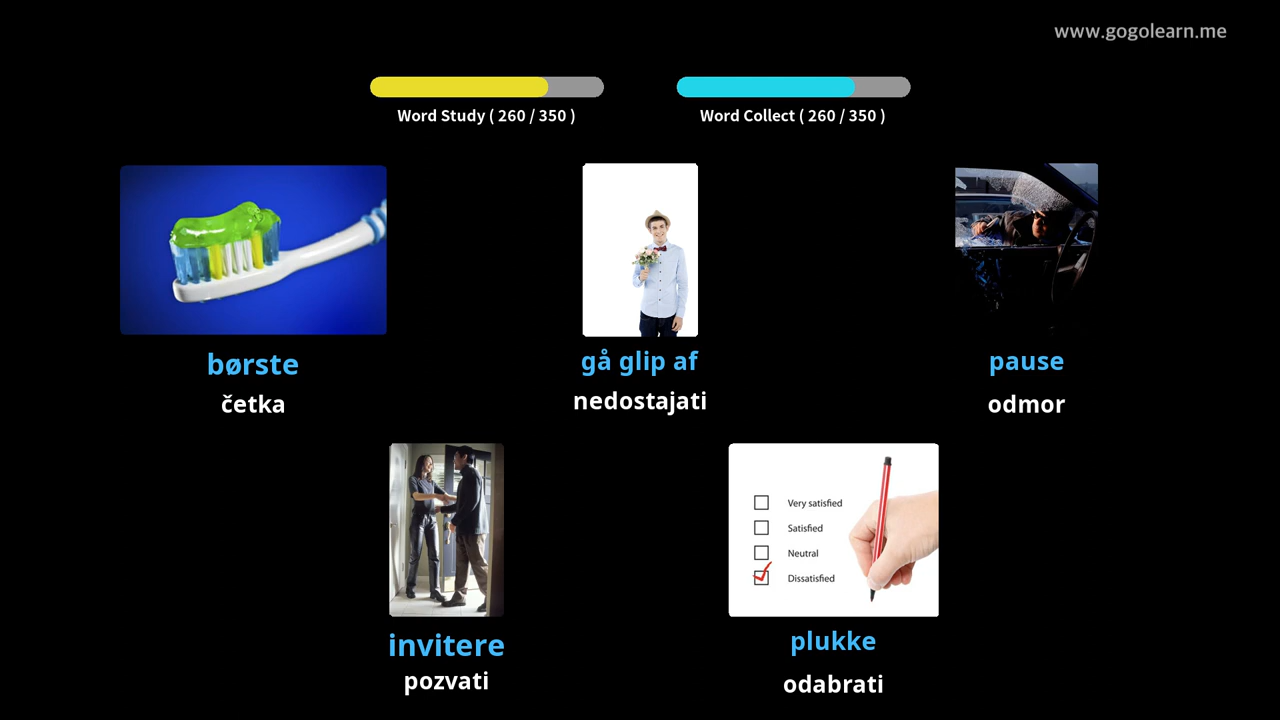 www.gogolearn.me
Word Study ( 260 / 350 )
Word Collect ( 260 / 350 )
børste
četka
gå glip af
nedostajati
pause
odmor
invitere
pozvati
Very satisfied
Satisfied
Neutral
Dissatisfied
plukke
odabrati